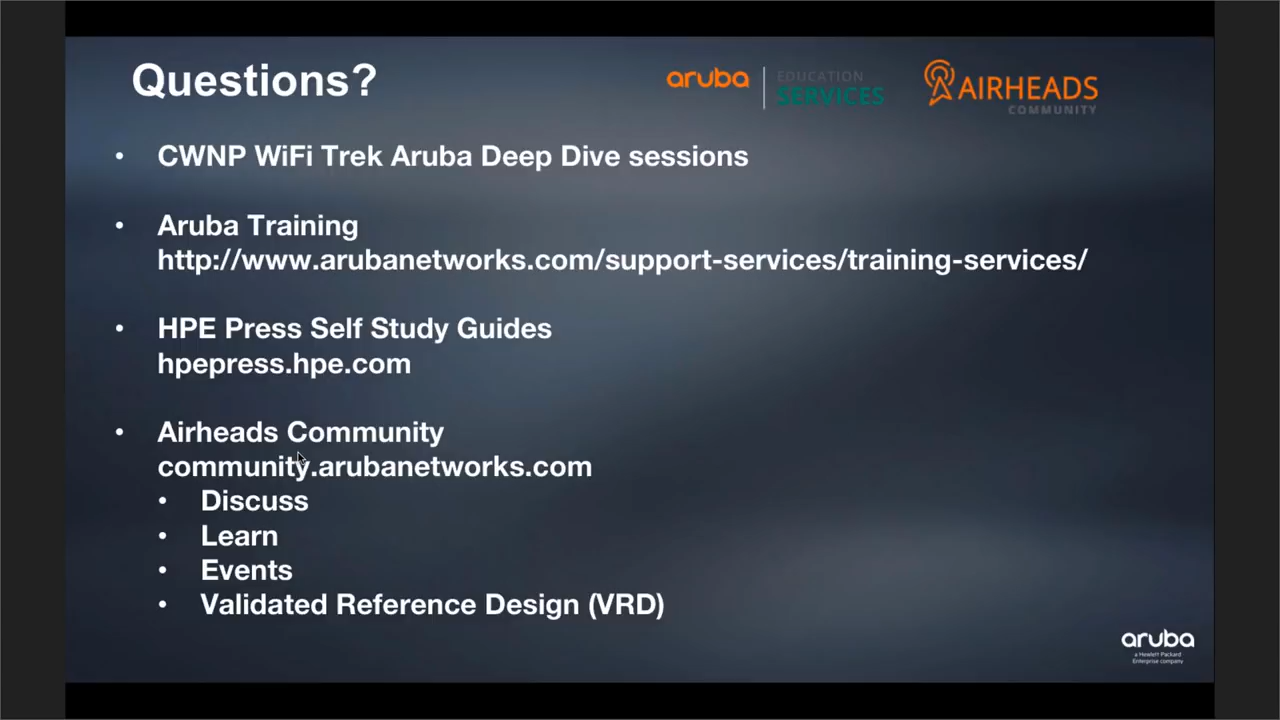 Questions?
aruba
EDUCATION
SERVICES
AIRHEADS
COMMUNITY
• CWNP WiFi Trek Aruba Deep Dive sessions
• Aruba Training
http://www.arubanetworks.com/support-services/training-services/
• HPE Press Self Study Guides
hpepress.hpe.com
• Airheads Community
community.arubanetworks.com
• Discuss
• Learn
• Events
• Validated Reference Design (VRD)
aruba
a Hewlett Packard
Enterprise company